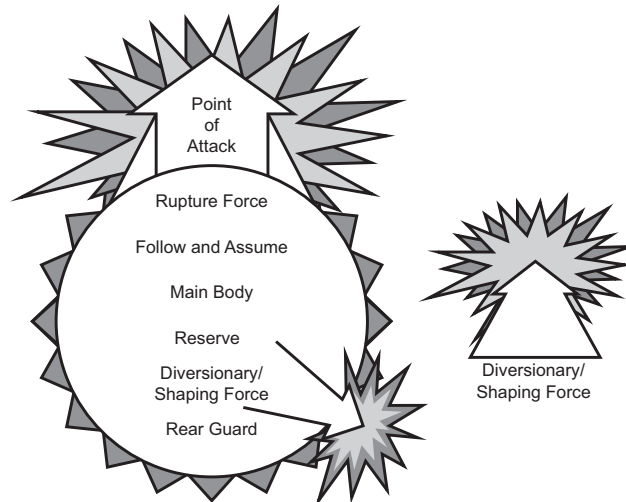 Point
of
Attack
Rupture Force
Follow and Assume
Main Body
Reserve
Diversionary/
Shaping Force
Rear Guard
Diversionary/
Shaping Force